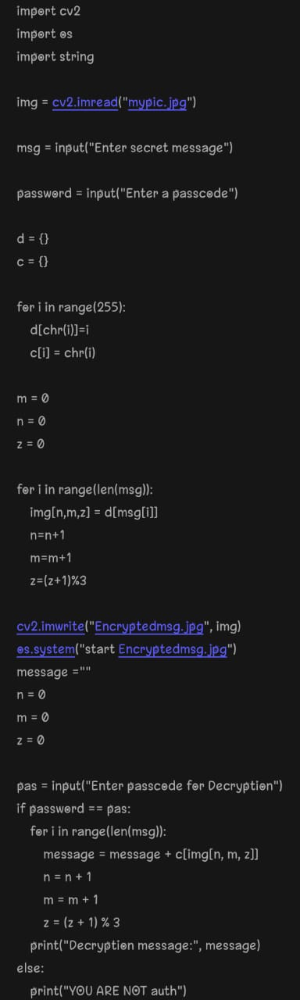 import cv2
import os
import string
img = cv2.imread("mypic.jpg")
msg = input("Enter secret message")
password = input("Enter a passcode")
d = {}
c = {}
for i in range(255):
    d[chr(i)]=i
    c[i] = chr(i)
m = 0
n = 0
z = 0
for i in range(len(msg)):
    img[n,m,z] = d[msg[i]]
    n=n+1
    m=m+1
    z=(z+1)%3
cv2.imwrite("Encryptedmsg.jpg", img)
os.system("start Encryptedmsg.jpg")
message =""
n = 0
m = 0
z = 0
pas = input("Enter passcode for Decryption")
if password == pas:
    for i in range(len(msg)):
        message = message + c[img[n, m, z]]
        n = n + 1
        m = m + 1
        z = (z + 1) % 3
    print("Decryption message:", message)
else:
    print("YOU ARE NOT auth")